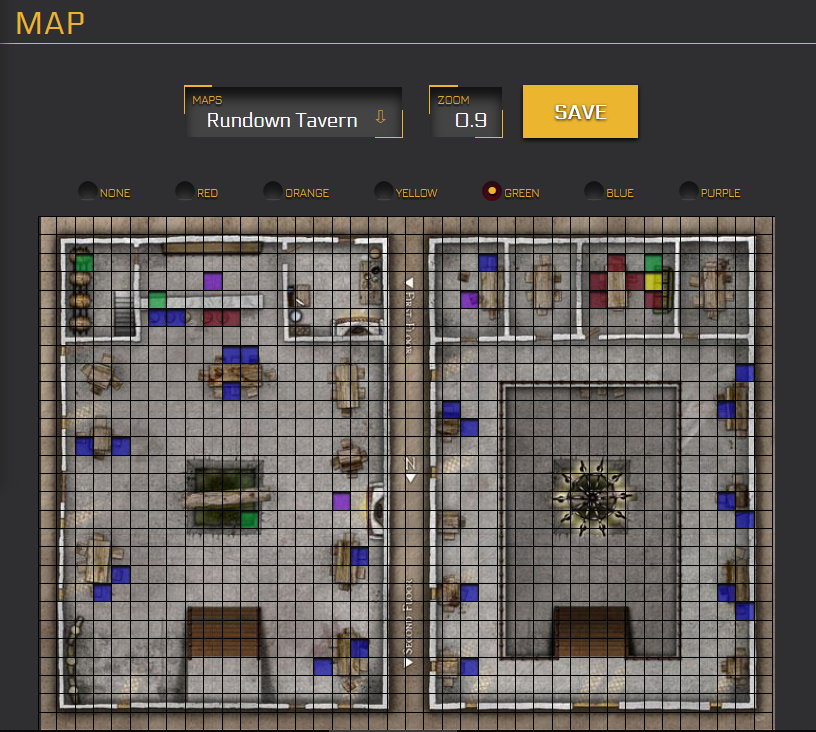 MAP
MAPS
Rundown Tavern ⇩
ZOOM
0.9
SAVE
NONE
RED
ORANGE
YELLOW
GREEN
BLUE
PURPLE
First Floor
N
Second Floor